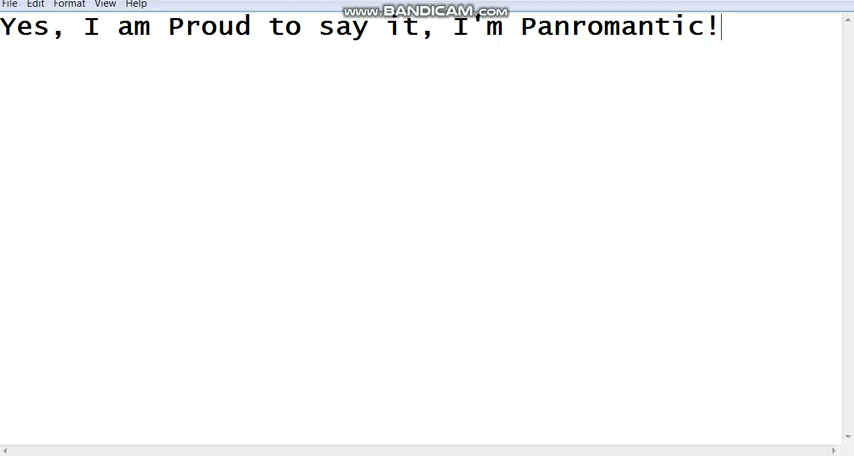 File Edit Format View Help
www.BANDICAM.com
Yes, I am Proud to say it, I'm Panromantic!